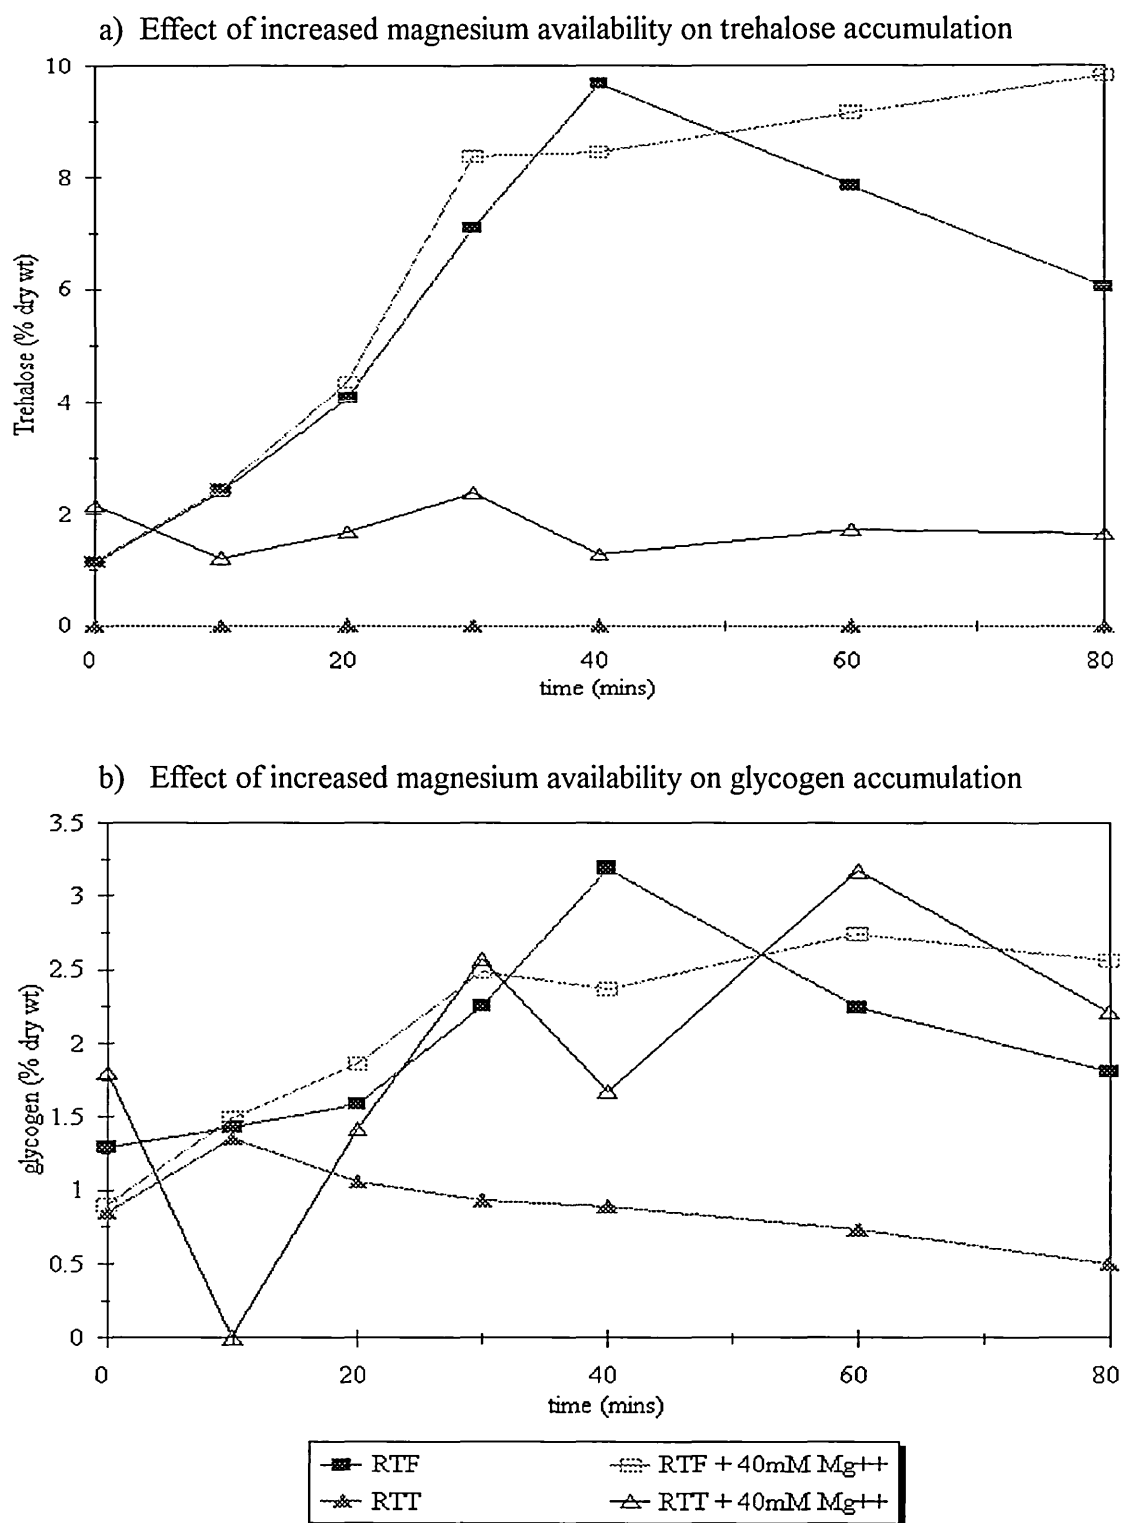 a) Effect of increased magnesium availability on trehalose accumulation
10
8
6
4
2
0
Trehalose (% dry wt)
0 20 40 60 80
time (mins)
b) Effect of increased magnesium availability on glycogen accumulation
3.5
3
2.5
2
1.5
1
0.5
0
glycogen (% dry wt)
0 20 40 60 80
time (mins)
RTF RTF + 40mM Mg++
RTT RTT + 40mM Mg++